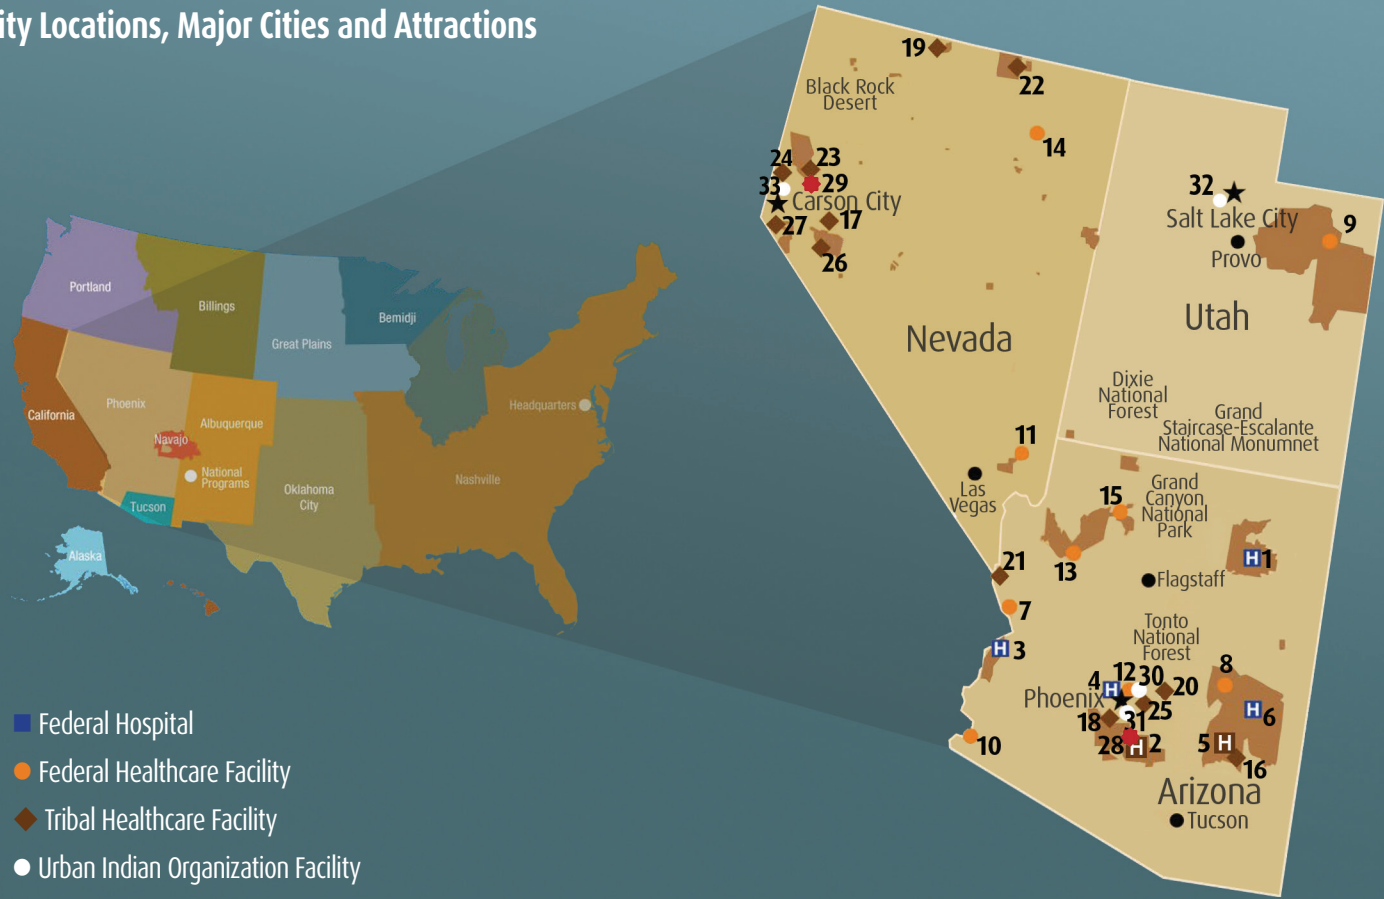 ity Locations, Major Cities and Attractions
Portland
Billings
Great Plains
Bemidji
California
Phoenix
Navajo
Albuquerque
National
Programs
Tucson
Oklahoma
City
Nashville
Headquarters
Alaska
Federal Hospital
Federal Healthcare Facility
Tribal Healthcare Facility
Urban Indian Organization Facility
19
22
Black Rock
Desert
14
24
23
33
29
Carson City
27
17
26
Nevada
32
Salt Lake City
9
Provo
Utah
Dixie
National
Forest
Grand
Staircase-Escalante
National Monumnet
11
Las
Vegas
15
Grand
Canyon
National
Park
13
H
1
Flagstaff
21
7
H
3
Tonto
National
Forest
4
H
12
30
20
Phoenix
25
18
31
28
H
2
8
H
6
5
H
16
10
Arizona
Tucson